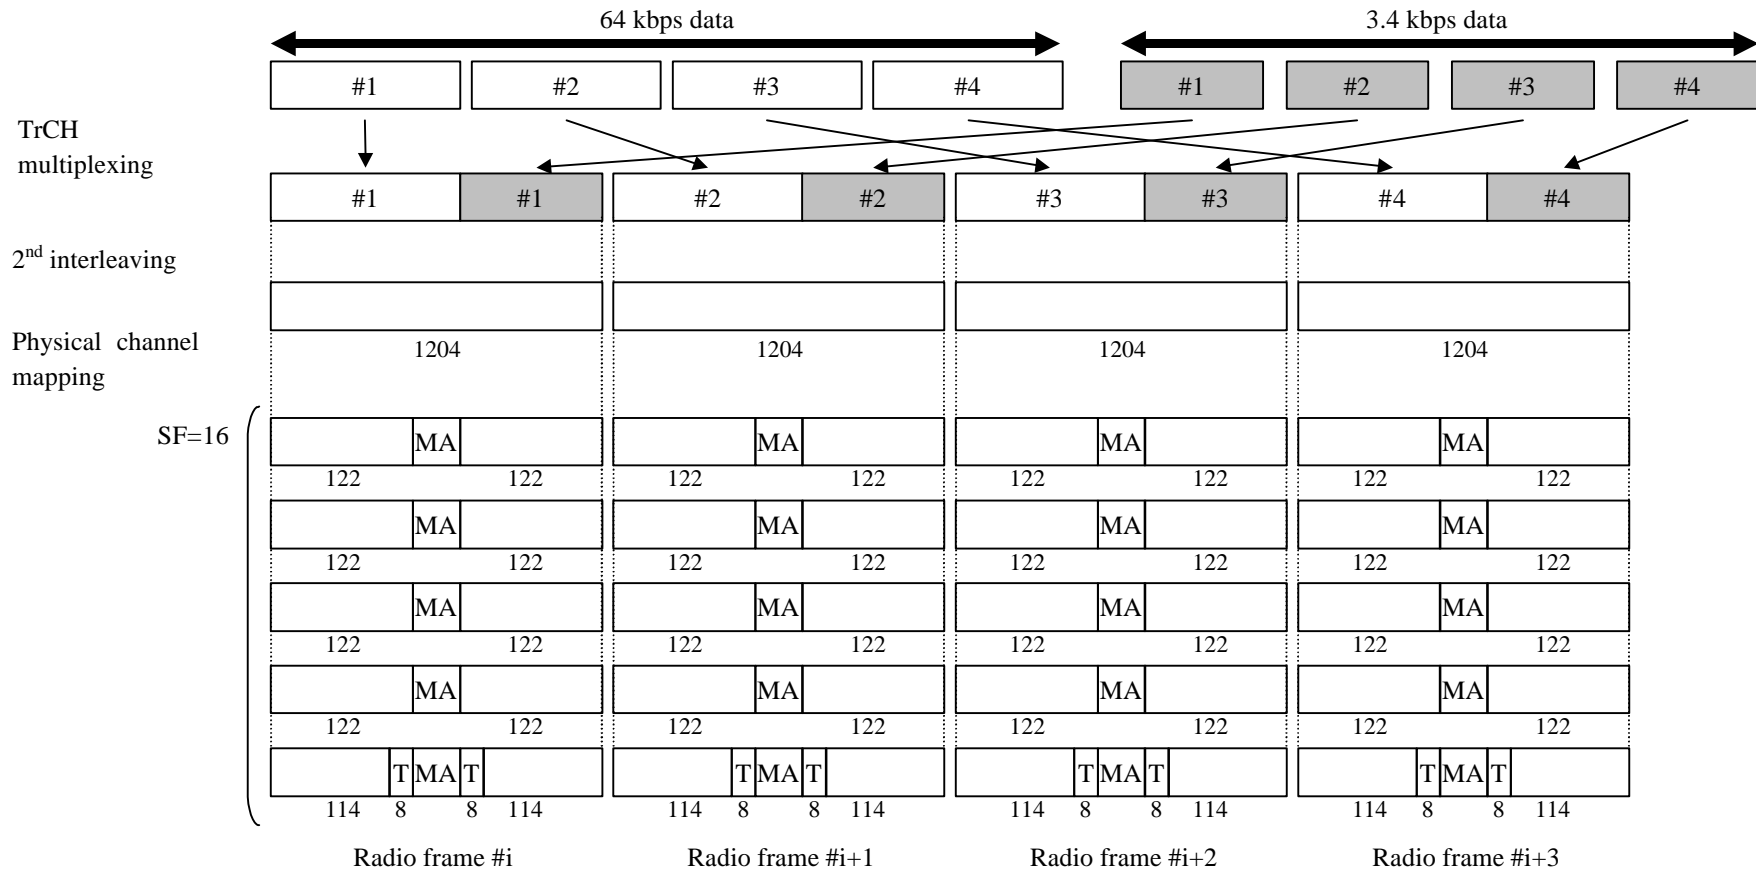 64 kbps data 3.4 kbps data
#1 #2 #3 #4 #1 #2 #3 #4
TrCH
multiplexing
#1 #1 #2 #2 #3 #3 #4 #4
2nd interleaving
Physical channel
mapping
1204 1204 1204 1204
SF=16
MA MA MA MA
122 122 122 122 122 122 122 122
MA MA MA MA
122 122 122 122 122 122 122 122
MA MA MA MA
122 122 122 122 122 122 122 122
MA MA MA MA
122 122 122 122 122 122 122 122
T MA T T MA T T MA T T MA T
114 8 8 114 114 8 8 114 114 8 8 114 114 8 8 114
Radio frame #i Radio frame #i+1 Radio frame #i+2 Radio frame #i+3